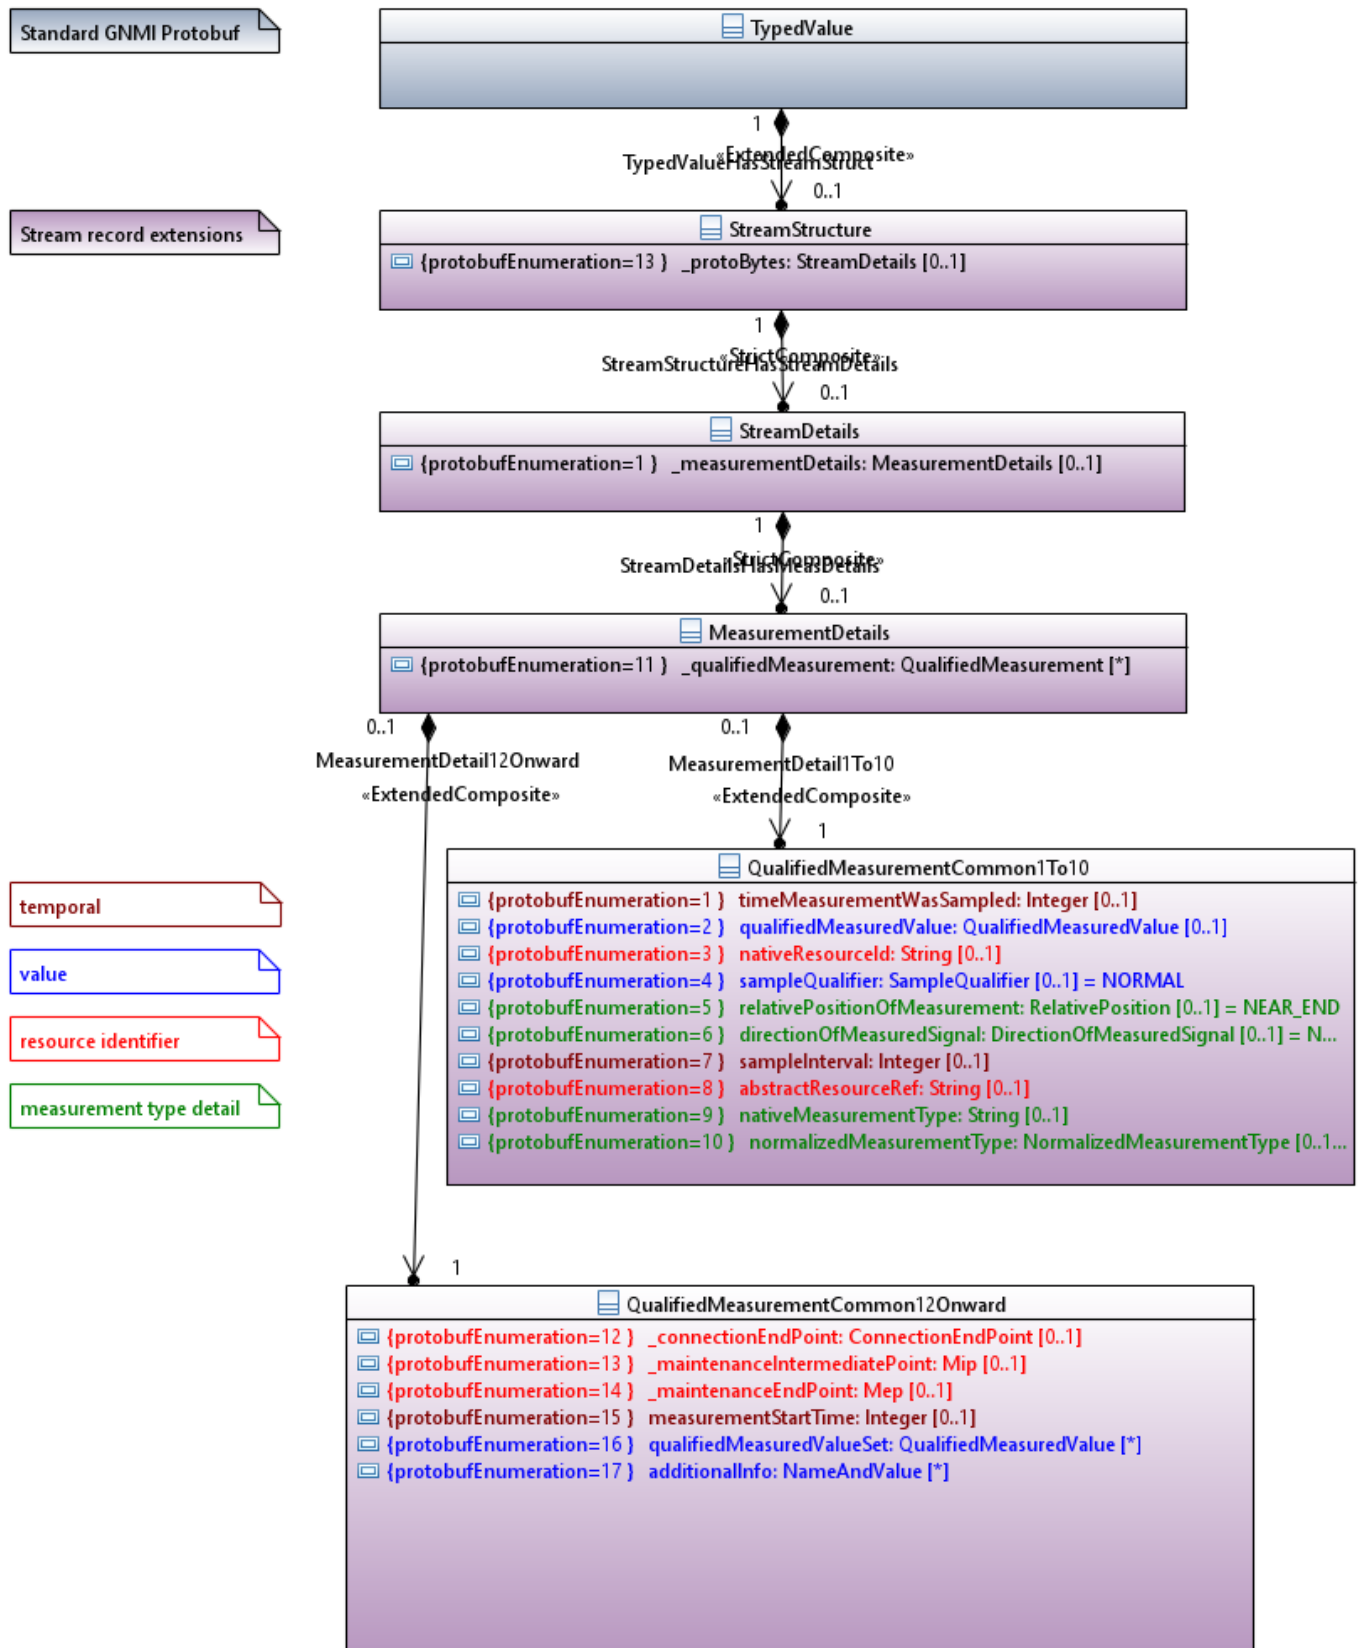 Standard GNMI Protobuf
TypedValue
1
«ExtendedComposite»
TypedValueHasStreamStruct
0..1
Stream record extensions
StreamStructure
{protobufEnumeration=13 } _protoBytes: StreamDetails [0..1]
1
«StrictComposite»
StreamStructureHasStreamDetails
0..1
StreamDetails
{protobufEnumeration=1 } _measurementDetails: MeasurementDetails [0..1]
1
«StrictComposite»
StreamDetailsHasMeasDetails
0..1
MeasurementDetails
{protobufEnumeration=11 } _qualifiedMeasurement: QualifiedMeasurement [*]
0..1
0..1
MeasurementDetail12Onward
MeasurementDetail1To10
«ExtendedComposite»
«ExtendedComposite»
1
QualifiedMeasurementCommon1To10
{protobufEnumeration=1 } timeMeasurementWasSampled: Integer [0..1]
{protobufEnumeration=2 } qualifiedMeasuredValue: QualifiedMeasuredValue [0..1]
{protobufEnumeration=3 } nativeResourceId: String [0..1]
{protobufEnumeration=4 } sampleQualifier: SampleQualifier [0..1] = NORMAL
{protobufEnumeration=5 } relativePositionOfMeasurement: RelativePosition [0..1] = NEAR_END
{protobufEnumeration=6 } directionOfMeasuredSignal: DirectionOfMeasuredSignal [0..1] = N...
{protobufEnumeration=7 } sampleInterval: Integer [0..1]
{protobufEnumeration=8 } abstractResourceRef: String [0..1]
{protobufEnumeration=9 } nativeMeasurementType: String [0..1]
{protobufEnumeration=10 } normalizedMeasurementType: NormalizedMeasurementType [0..1...
temporal
value
resource identifier
measurement type detail
1
QualifiedMeasurementCommon12Onward
{protobufEnumeration=12 } _connectionEndPoint: ConnectionEndPoint [0..1]
{protobufEnumeration=13 } _maintenanceIntermediatePoint: Mip [0..1]
{protobufEnumeration=14 } _maintenanceEndPoint: Mep [0..1]
{protobufEnumeration=15 } measurementStartTime: Integer [0..1]
{protobufEnumeration=16 } qualifiedMeasuredValueSet: QualifiedMeasuredValue [*]
{protobufEnumeration=17 } additionalInfo: NameAndValue [*]